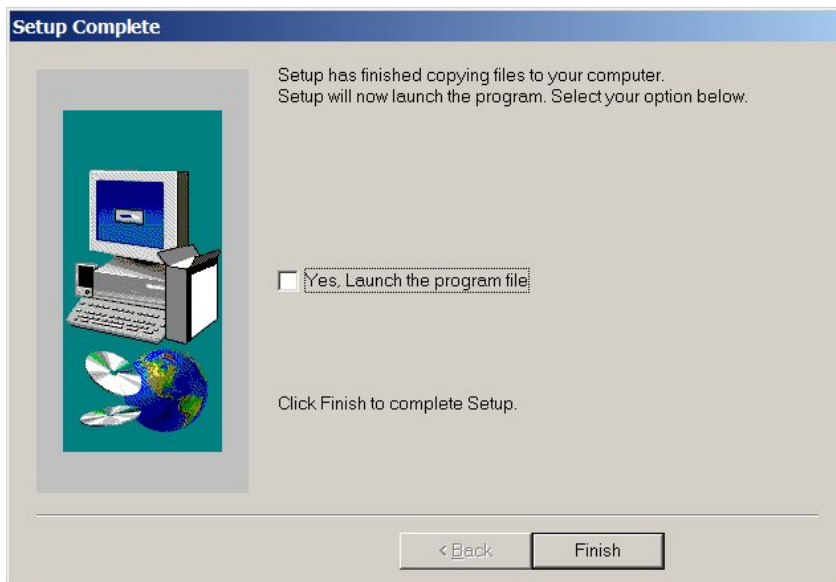 Setup Complete
Setup has finished copying files to your computer.
Setup will now launch the program. Select your option below.
Yes, Launch the program file
Click Finish to complete Setup.
< Back
Finish